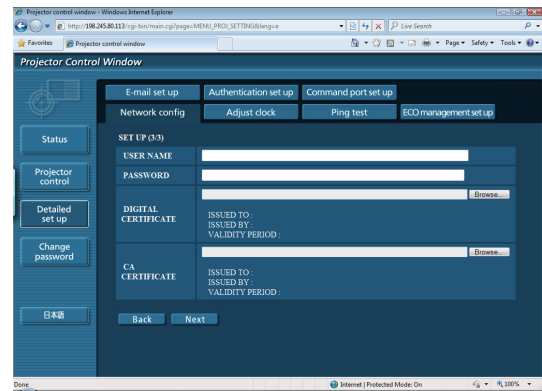 Projector control window - Windows Internet Explorer
http://198.245.80.113/cgi-bin/main.cgi?page=MENU_PROJ_SETTING&lang=e
Live Search
Favorites
Projector control window
Page
Safety
Tools
Projector Control Window
E-mail set up
Authentication set up
Command port set up
Network config
Adjust clock
Ping test
ECO management set up
Status
Projector control
Detailed set up
Change password
日本語
SET UP (3/3)
USER NAME
PASSWORD
DIGITAL CERTIFICATE
Browse...
ISSUED TO :
ISSUED BY :
VALIDITY PERIOD :
CA CERTIFICATE
Browse...
ISSUED TO :
ISSUED BY :
VALIDITY PERIOD :
Back
Next
Done
Internet | Protected Mode: On
100%